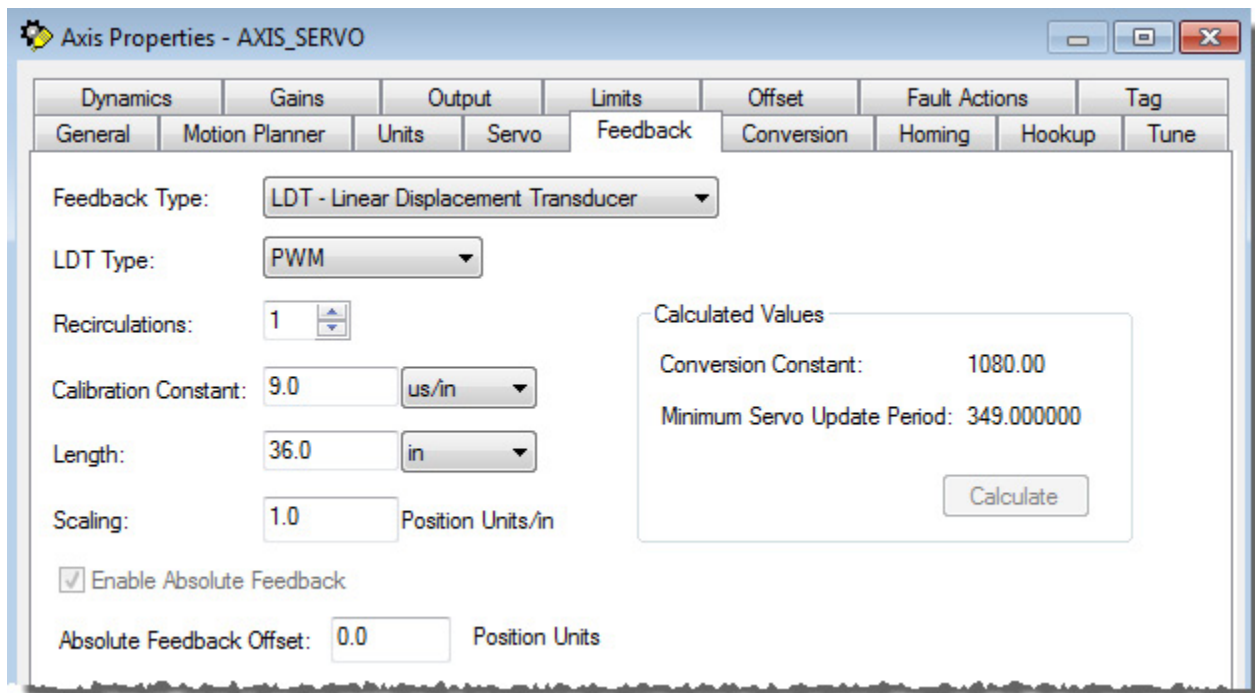 Axis Properties - AXIS_SERVO
Dynamics Gains Output Limits Offset Fault Actions Tag
General Motion Planner Units Servo Feedback Conversion Homing Hookup Tune
Feedback Type: LDT - Linear Displacement Transducer
LDT Type: PWM
Recirculations: 1
Calibration Constant: 9.0 us/in
Length: 36.0 in
Scaling: 1.0 Position Units/in
Enable Absolute Feedback
Absolute Feedback Offset: 0.0 Position Units
Calculated Values
Conversion Constant: 1080.00
Minimum Servo Update Period: 349.000000
Calculate